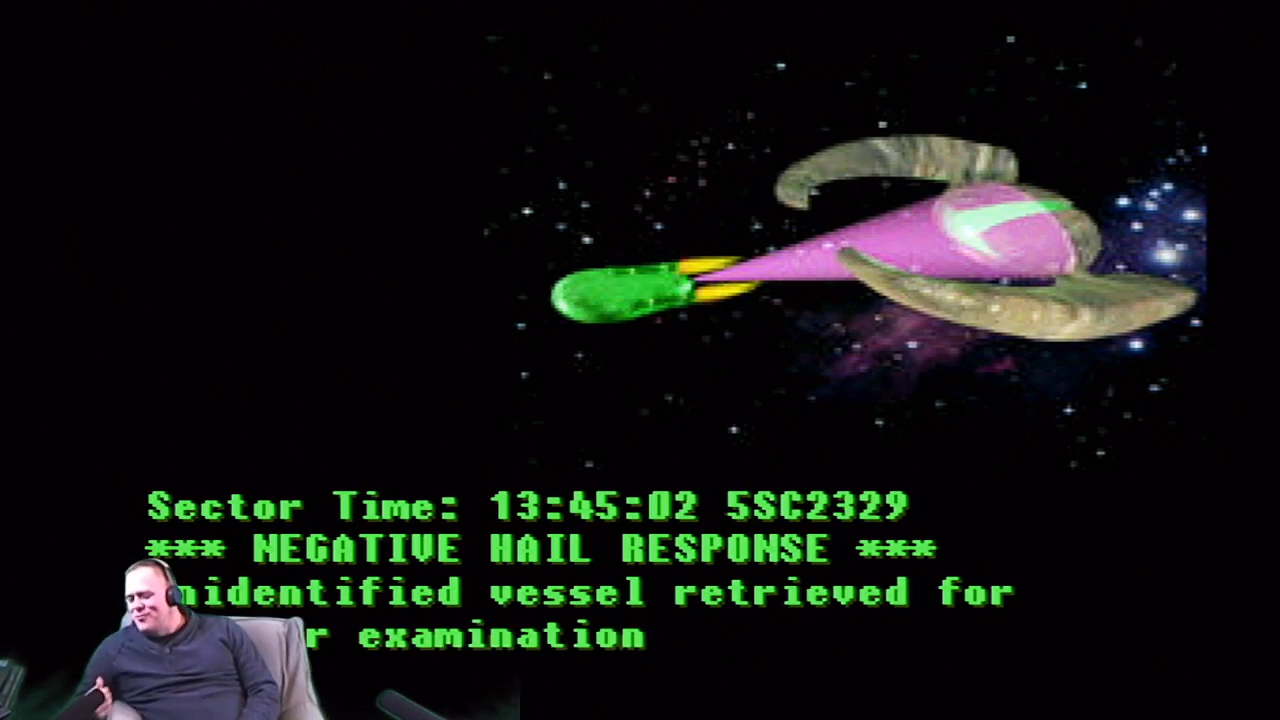 Sector Time: 13:45:02 5SC2329
*** NEGATIVE HAIL RESPONSE ***
nidentified vessel retrieved for
r examination